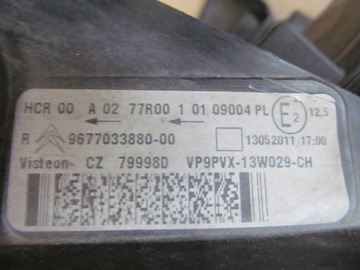 HCR 00 A 02 77R00 1 01 09004 PL E2 12,5
R 9677033880-00 13052011/17:00
Visteon CZ 79998D VP9PVX-13W029-CH